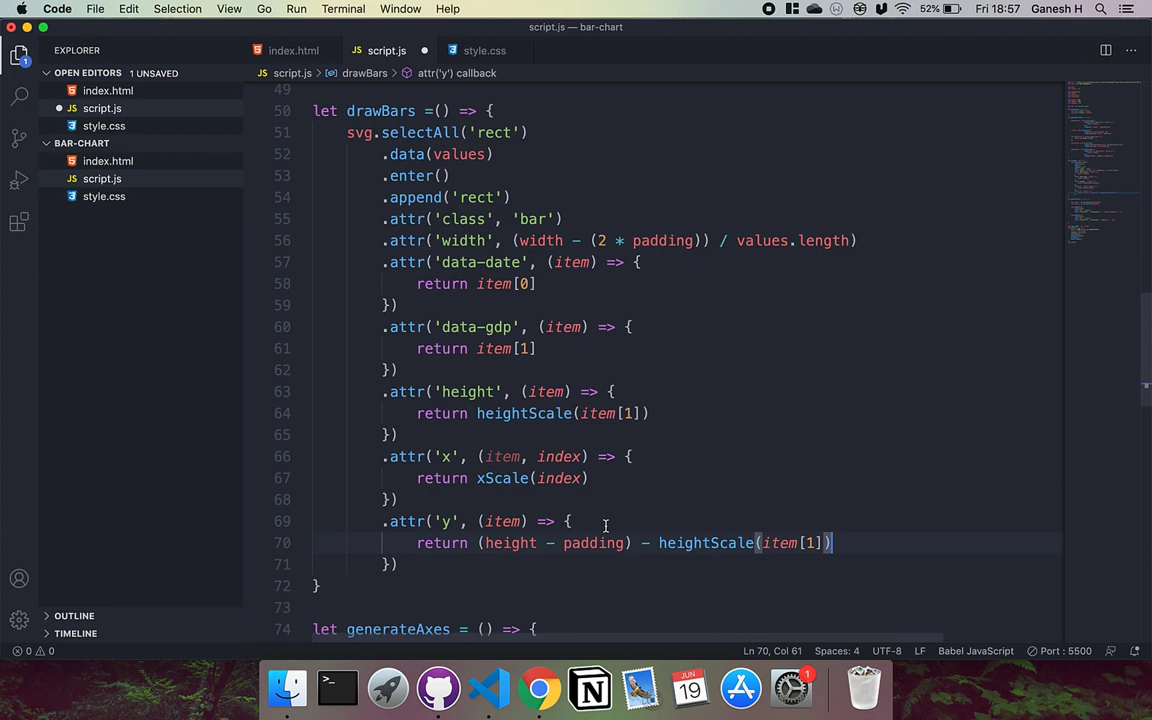 Code File Edit Selection View Go Run Terminal Window Help 52% Fri 18:57 Ganesh H
script.js — bar-chart
EXPLORER
index.html
script.js
style.css
OPEN EDITORS 1 UNSAVED
script.js > drawBars > attr('y') callback
index.html
script.js
style.css
BAR-CHART
index.html
script.js
style.css
OUTLINE
TIMELINE
49
50 let drawBars =() => {
51 svg.selectAll('rect')
52 .data(values)
53 .enter()
54 .append('rect')
55 .attr('class', 'bar')
56 .attr('width', (width - (2 * padding)) / values.length)
57 .attr('data-date', (item) => {
58 return item[0]
59 })
60 .attr('data-gdp', (item) => {
61 return item[1]
62 })
63 .attr('height', (item) => {
64 return heightScale(item[1])
65 })
66 .attr('x', (item, index) => {
67 return xScale(index)
68 })
69 .attr('y', (item) => {
70 return (height - padding) - heightScale(item[1])
71 })
72 }
73
74 let generateAxes = () => {
0 0 Ln 70, Col 61 Spaces: 4 UTF-8 LF Babel JavaScript Port : 5500
1
JUN
19
1